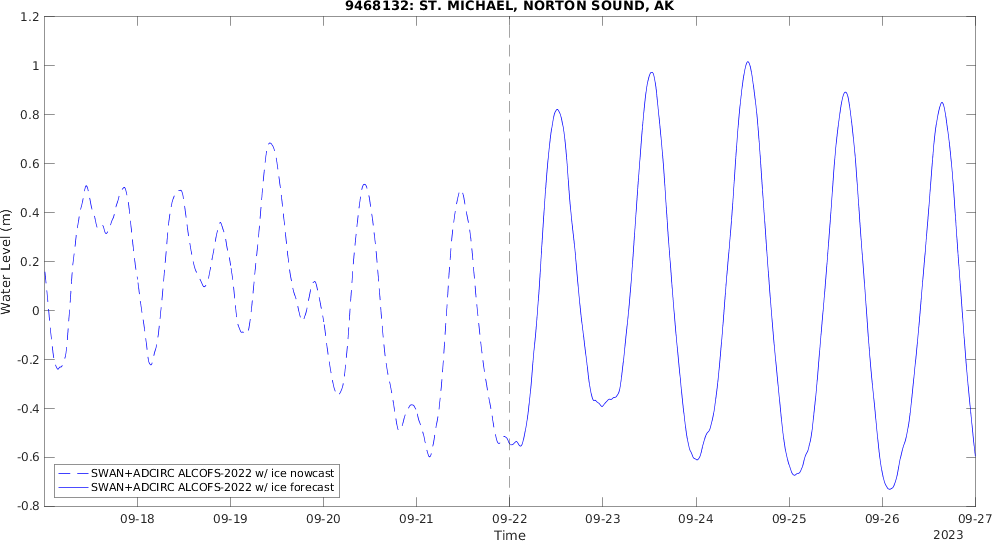 9468132: ST. MICHAEL, NORTON SOUND, AK
1.2
1
0.8
0.6
0.4
0.2
0
-0.2
-0.4
-0.6
-0.8
Water Level (m)
SWAN+ADCIRC ALCOFS-2022 w/ ice nowcast
SWAN+ADCIRC ALCOFS-2022 w/ ice forecast
09-18 09-19 09-20 09-21 09-22 09-23 09-24 09-25 09-26 09-27
Time
2023